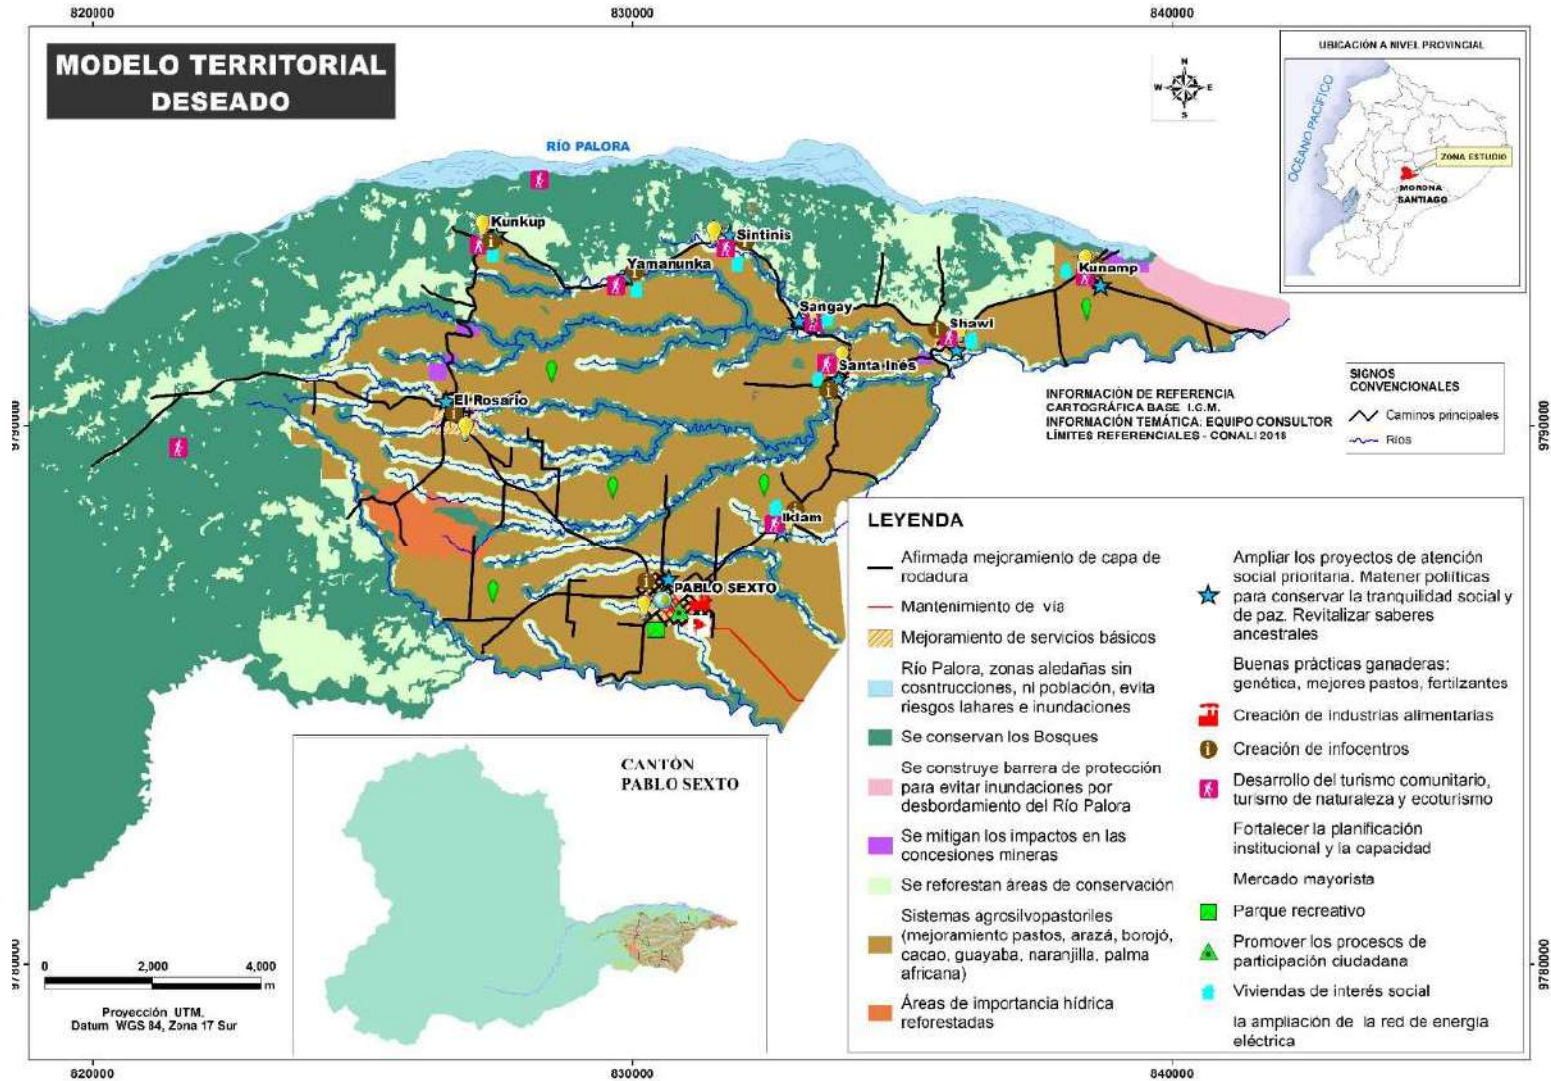 820000
830000
840000
MODELO TERRITORIAL
DESEADO
N
W E
S
UBICACIÓN A NIVEL PROVINCIAL
OCEANO PACÍFICO
ZONA ESTUDIO
MORONA
SANTIAGO
RÍO PALORA
Kunkup
Sintinis
Yamanunka
Kunamp
Sangay
Shawi
Santa Inés
El Rosario
Iklam
PABLO SEXTO
9790000
9790000
INFORMACIÓN DE REFERENCIA
CARTOGRÁFICA BASE I.G.M.
INFORMACIÓN TEMÁTICA: EQUIPO CONSULTOR
LÍMITES REFERENCIALES - CONALI 2018
SIGNOS
CONVENCIONALES
Caminos principales
Ríos
LEYENDA
Afirmada mejoramiento de capa de
rodadura
Mantenimiento de vía
Mejoramiento de servicios básicos
Río Palora, zonas aledañas sin
cosntrucciones, ni población, evita
riesgos lahares e inundaciones
Se conservan los Bosques
Se construye barrera de protección
para evitar inundaciones por
desbordamiento del Río Palora
Se mitigan los impactos en las
concesiones mineras
Se reforestan áreas de conservación
Sistemas agrosilvopastoriles
(mejoramiento pastos, arazá, borojó,
cacao, guayaba, naranjilla, palma
africana)
Áreas de importancia hídrica
reforestadas
Ampliar los proyectos de atención
social prioritaria. Matener políticas
para conservar la tranquilidad social y
de paz. Revitalizar saberes
ancestrales
Buenas prácticas ganaderas:
genética, mejores pastos, fertilzantes
Creación de industrias alimentarias
Creación de infocentros
Desarrollo del turismo comunitario,
turismo de naturaleza y ecoturismo
Fortalecer la planificación
institucional y la capacidad
Mercado mayorista
Parque recreativo
Promover los procesos de
participación ciudadana
Viviendas de interés social
la ampliación de la red de energía
eléctrica
CANTÓN
PABLO SEXTO
0 2,000 4,000
m
Proyección UTM.
Datum WGS 84, Zona 17 Sur
9780000
9780000
820000
830000
840000